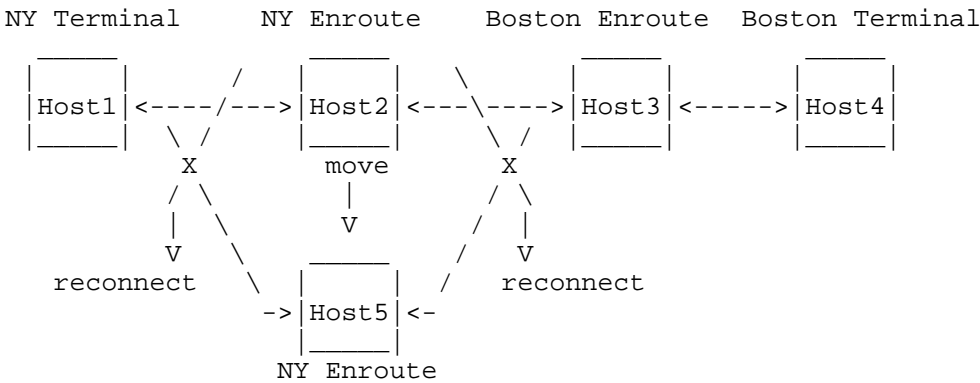 NY Terminal NY Enroute Boston Enroute Boston Terminal
Host1 Host2 Host3 Host4
X move X
V
V V
reconnect reconnect
Host5
NY Enroute